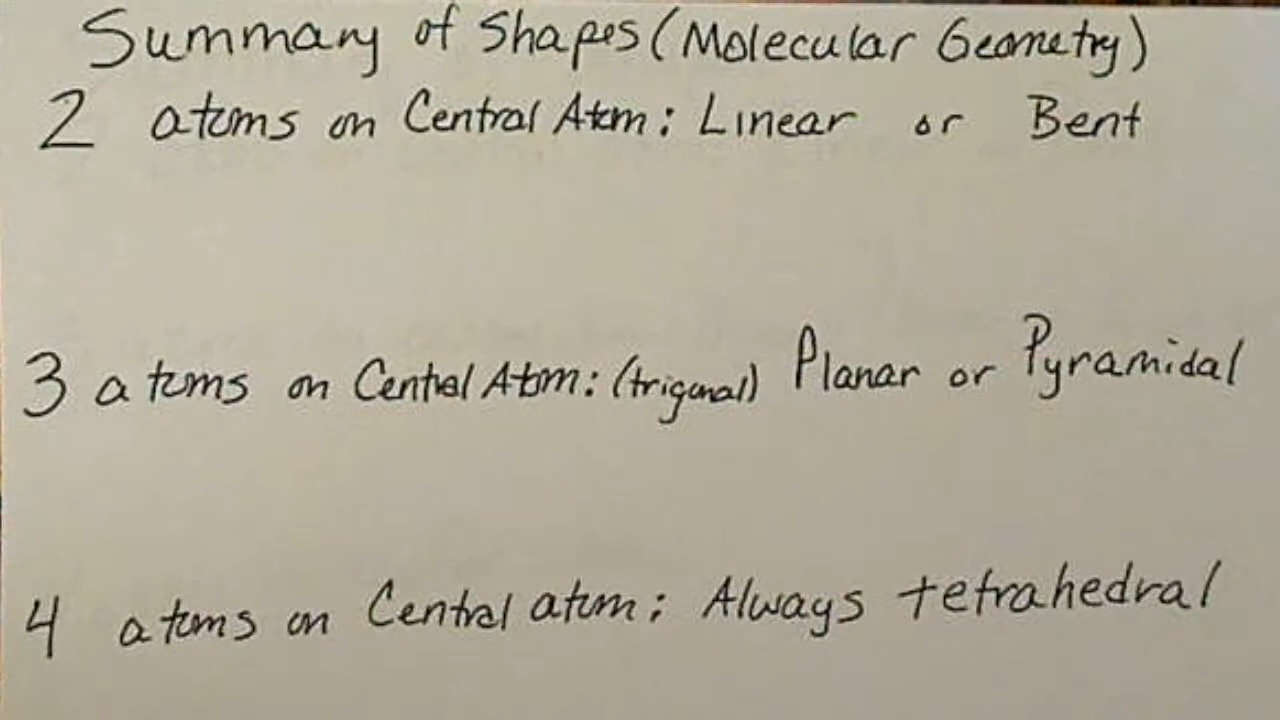 Summary of Shapes (Molecular Geometry)
2 atoms on Central Atom: Linear or Bent
3 atoms on Central Atom: (trigonal) Planar or Pyramidal
4 atoms on Central atom: Always tetrahedral